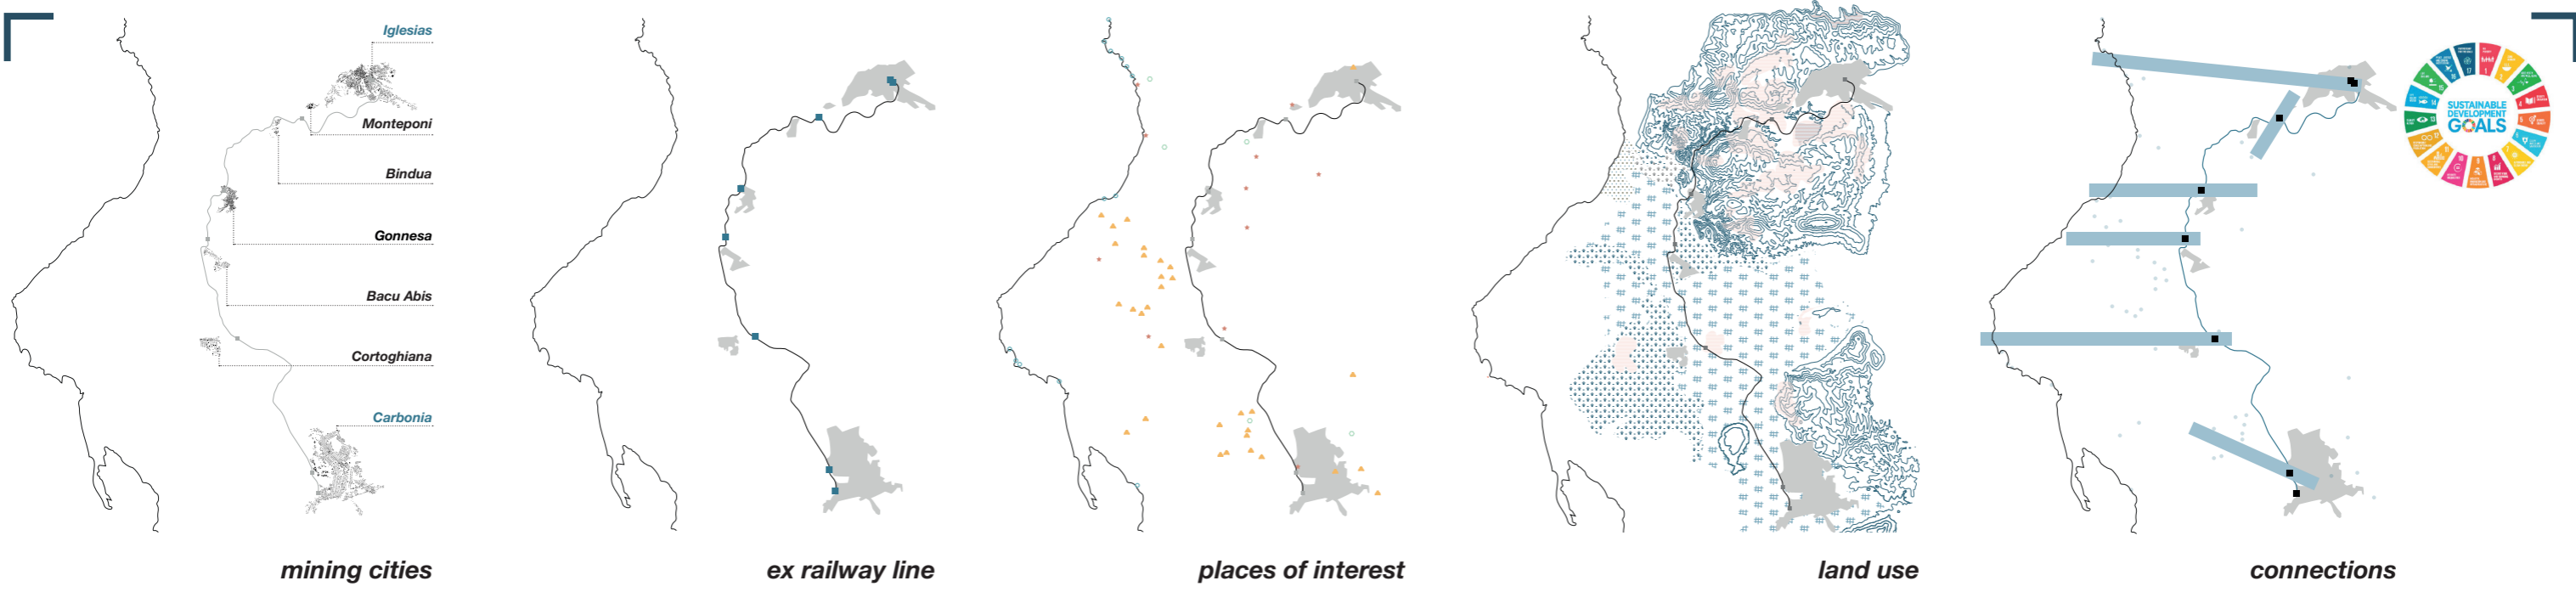 Iglesias
Monteponi
Bindua
Gonnesa
Bacu Abis
Cortoghiana
Carbonia
mining cities
ex railway line
places of interest
land use
connections
SUSTAINABLE
DEVELOPMENT
GOALS